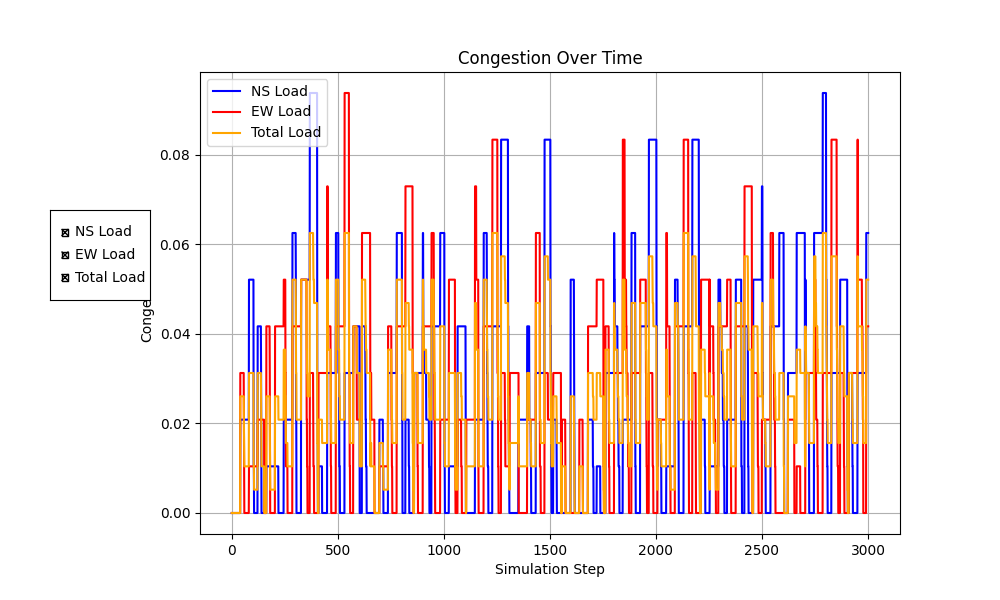 Congestion Over Time
NS Load
EW Load
Total Load
NS Load
EW Load
Total Load
Conge
0.08
0.06
0.04
0.02
0.00
0
500
1000
1500
2000
2500
3000
Simulation Step